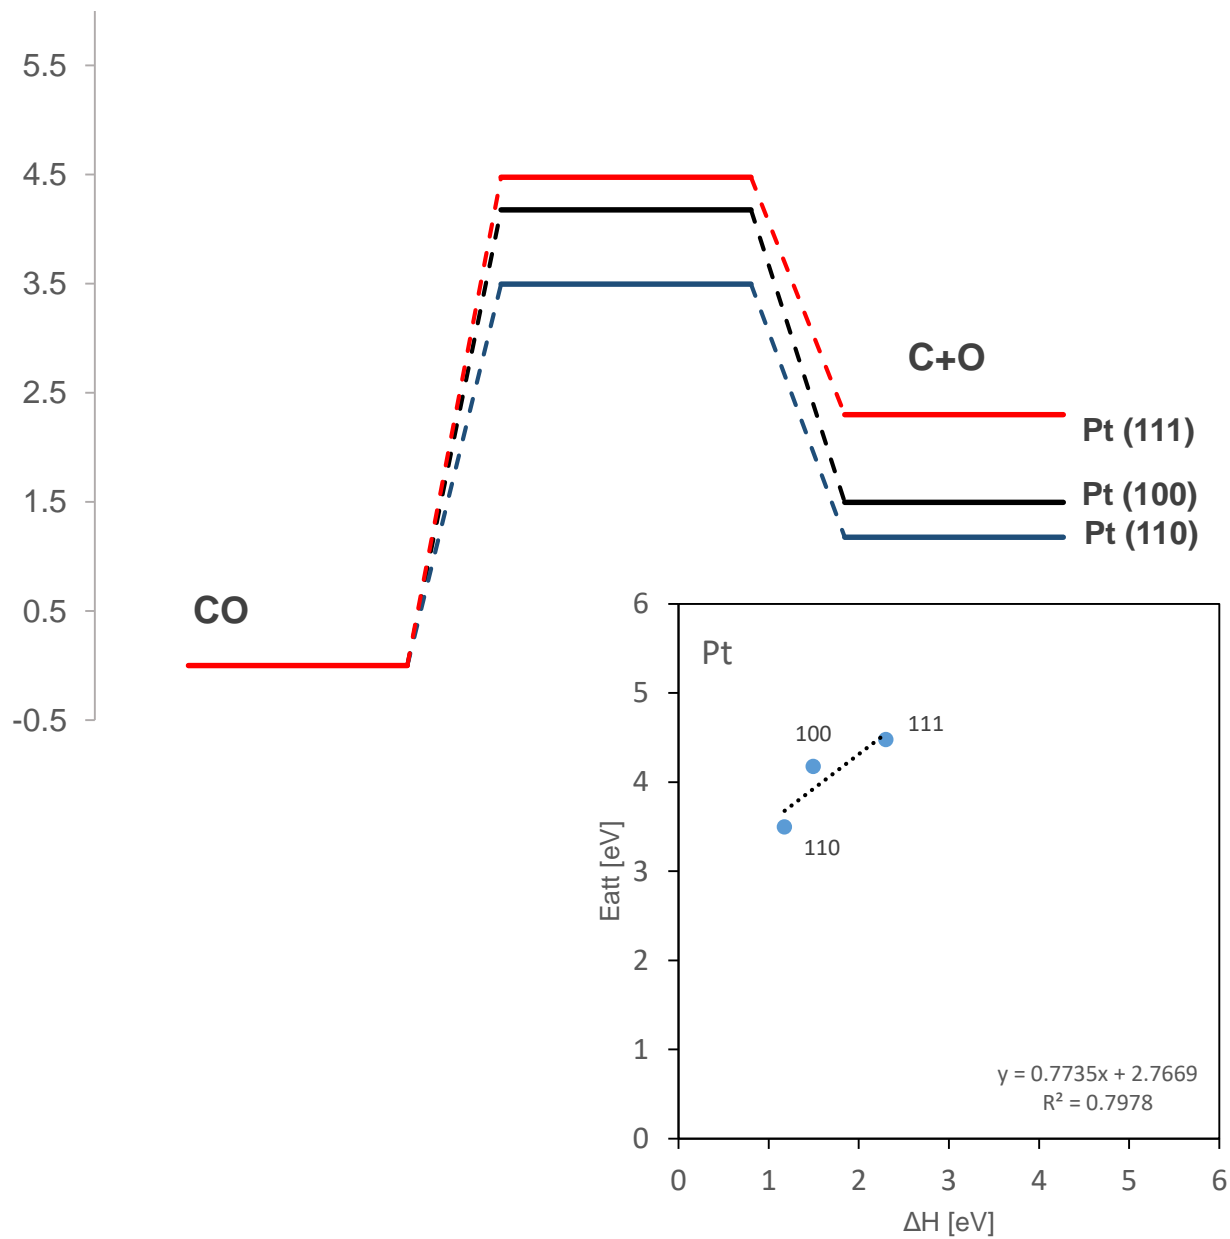 5.5
4.5
3.5
2.5
1.5
0.5
-0.5
CO
C+O
Pt (111)
Pt (100)
Pt (110)
Pt
6
5
4
3
2
1
0
Eatt [eV]
100
111
110
y = 0.7735x + 2.7669
R² = 0.7978
0 1 2 3 4 5 6
ΔH [eV]